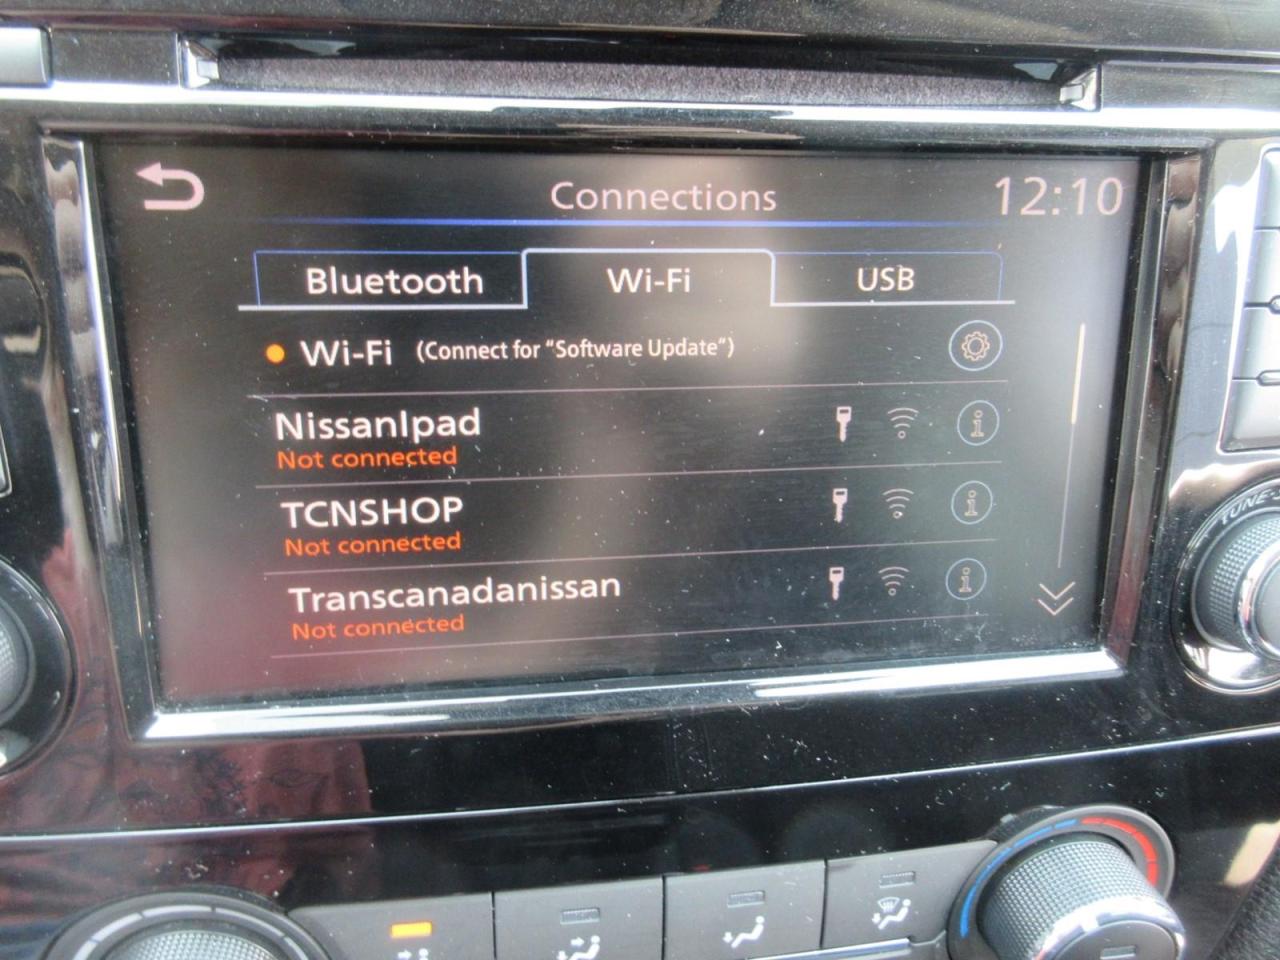 Connections
12:10
Bluetooth
Wi-Fi
USB
Wi-Fi (Connect for "Software Update")
NissanIpad
Not connected
TCNSHOP
Not connected
Transcanadanissan
Not connected
TUNE